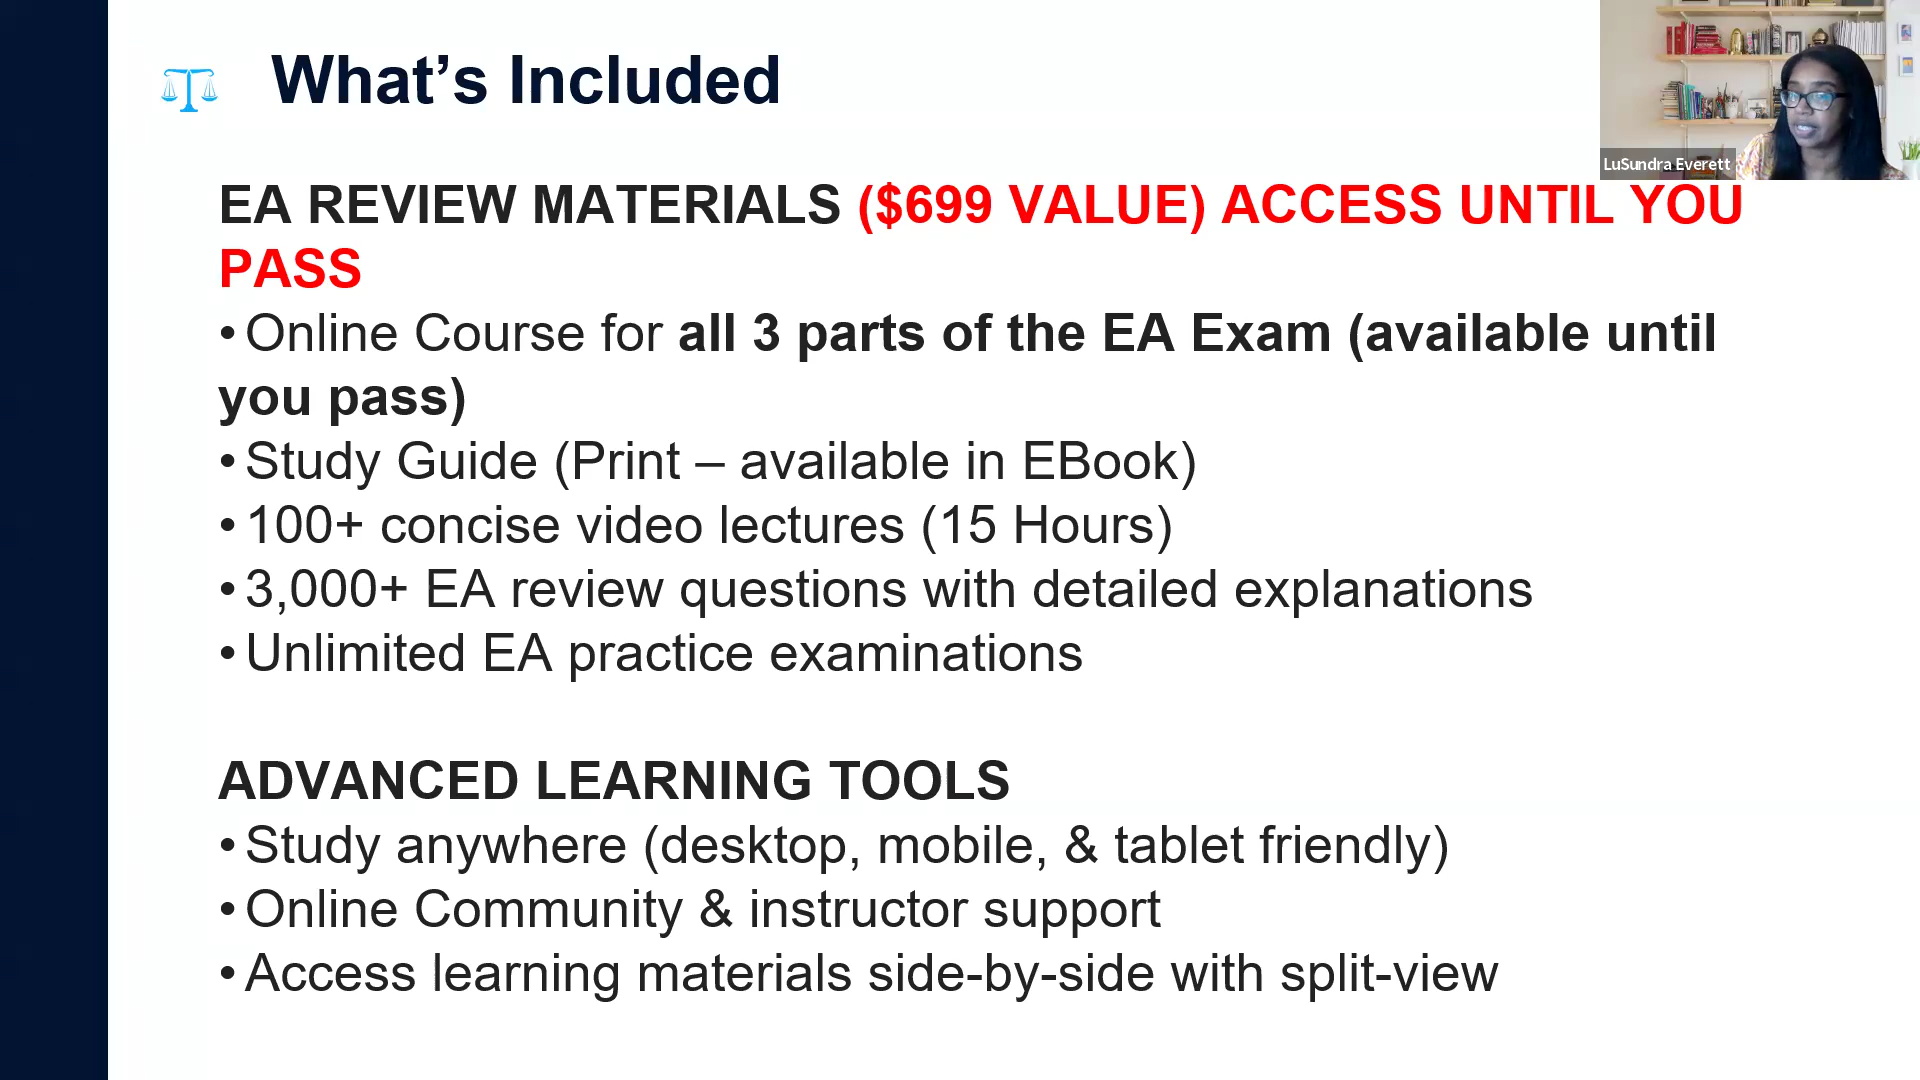 What's Included
LuSundra Everett
EA REVIEW MATERIALS ($699 VALUE) ACCESS UNTIL YOU
PASS
• Online Course for all 3 parts of the EA Exam (available until
you pass)
• Study Guide (Print – available in EBook)
• 100+ concise video lectures (15 Hours)
• 3,000+ EA review questions with detailed explanations
• Unlimited EA practice examinations
ADVANCED LEARNING TOOLS
• Study anywhere (desktop, mobile, & tablet friendly)
• Online Community & instructor support
• Access learning materials side-by-side with split-view